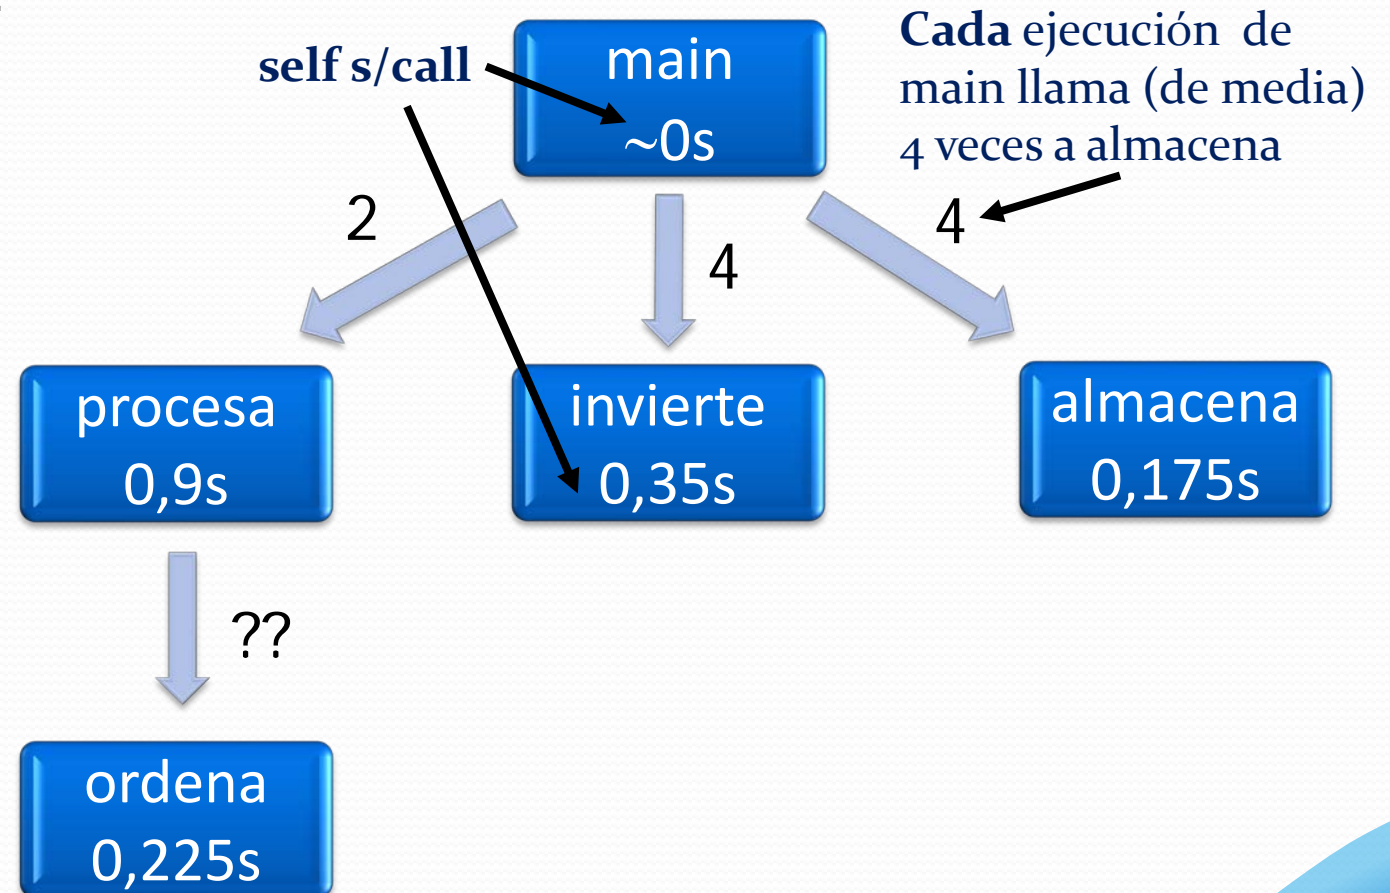 self s/call
main
~0s
Cada ejecución de
main llama (de media)
4 veces a almacena
2
4
4
procesa
0,9s
invierte
0,35s
almacena
0,175s
??
ordena
0,225s